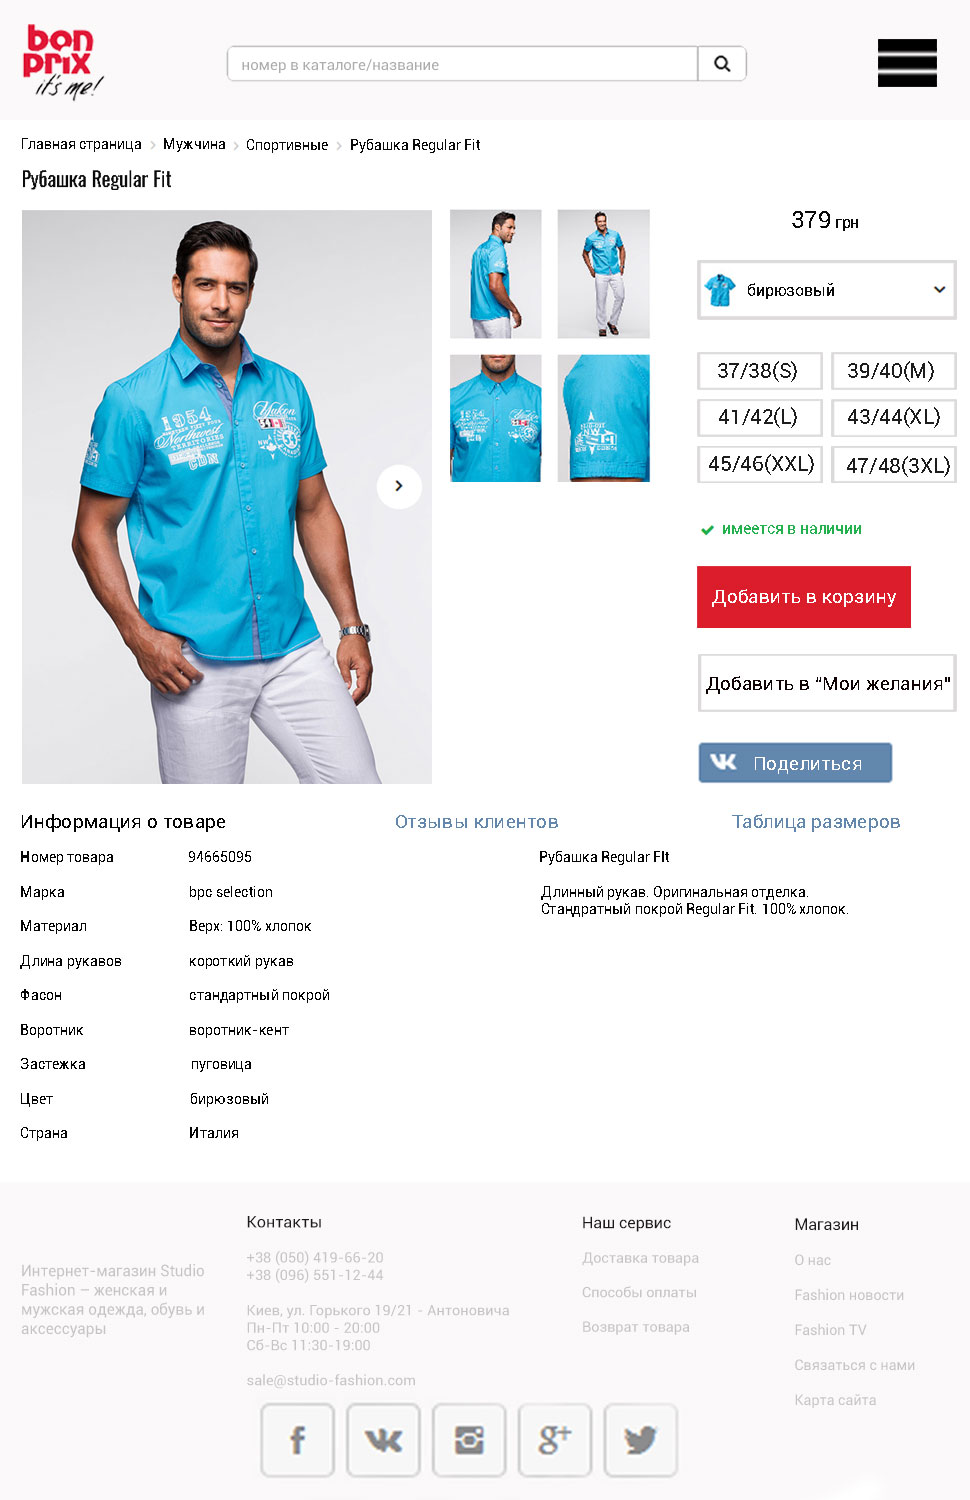 bon
prix
it's me!
номер в каталоге/название
Главная страница > Мужчина > Спортивные > Рубашка Regular Fit
Рубашка Regular Fit
379 грн
бирюзовый
37/38(S)
39/40(M)
41/42(L)
43/44(XL)
45/46(XXL)
47/48(3XL)
имеется в наличии
Добавить в корзину
Добавить в “Мои желания"
Поделиться
1954
Northwest
TERRITORIES
CDN
Yukon
Информация о товаре
Отзывы клиентов
Таблица размеров
Номер товара 94665095
Марка bpc selection
Материал Верх: 100% хлопок
Длина рукавов короткий рукав
Фасон стандартный покрой
Воротник воротник-кент
Застежка пуговица
Цвет бирюзовый
Страна Италия
Рубашка Regular FIt
Длинный рукав. Оригинальная отделка.
Стандратный покрой Regular Fit. 100% хлопок.
Интернет-магазин Studio
Fashion – женская и
мужская одежда, обувь и
аксессуары
Контакты
+38 (050) 419-66-20
+38 (096) 551-12-44
Киев, ул. Горького 19/21 - Антоновича
Пн-Пт 10:00 - 20:00
Сб-Вс 11:30-19:00
sale@studio-fashion.com
Наш сервис
Доставка товара
Способы оплаты
Возврат товара
Магазин
О нас
Fashion новости
Fashion TV
Связаться с нами
Карта сайта